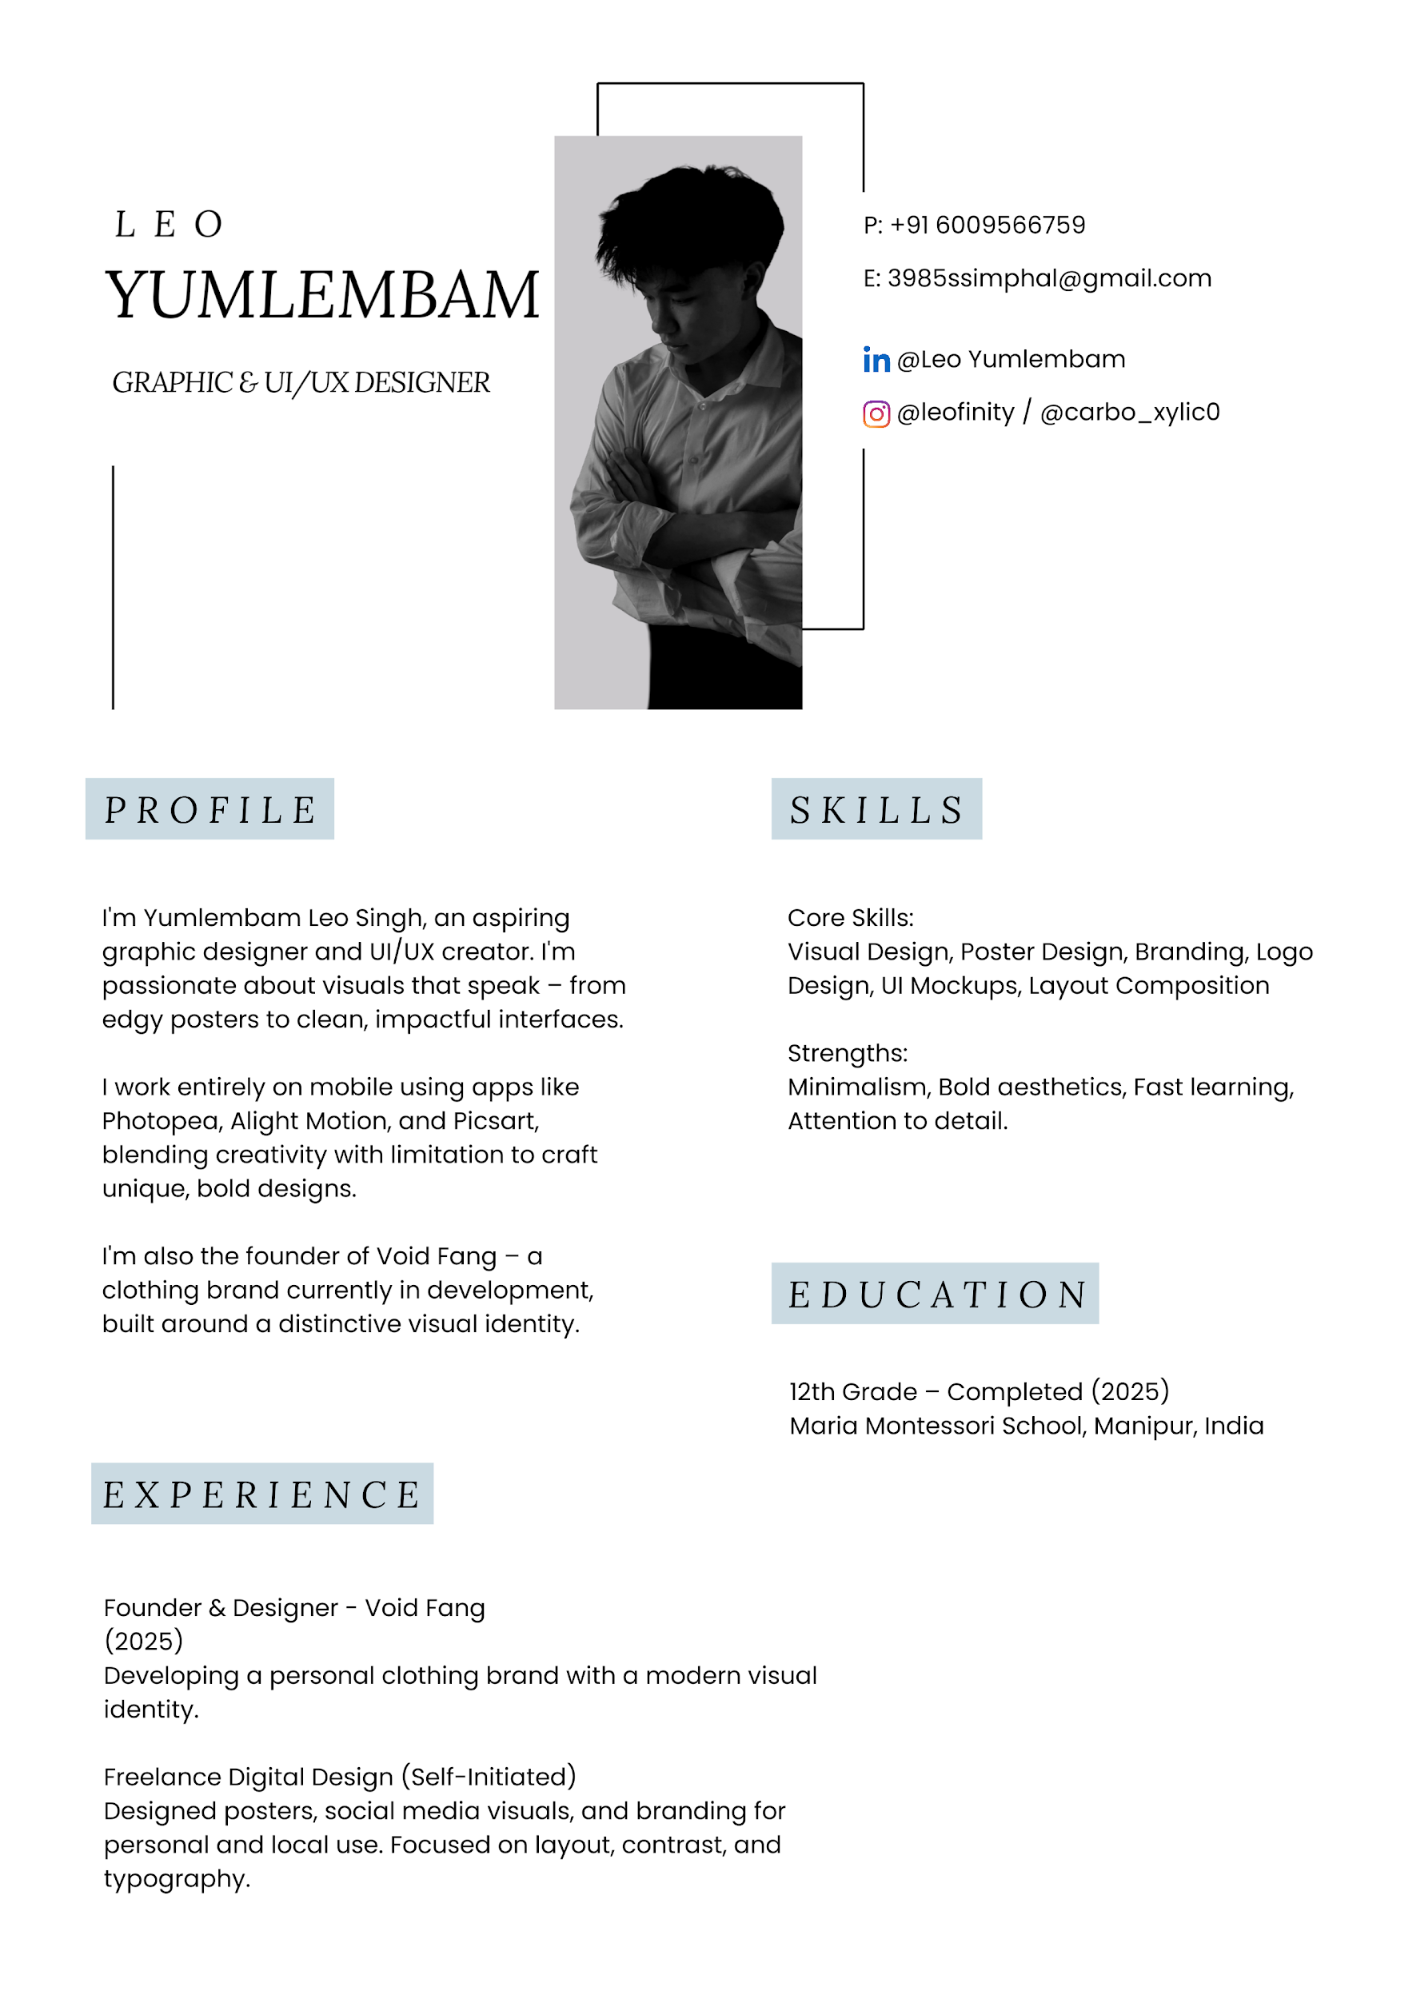 LEO
YUMLEMBAM
GRAPHIC & UI/UX DESIGNER
P: +91 6009566759
E: 3985ssimphal@gmail.com
in @Leo Yumlembam
@leofinity / @carbo_xylic0
PROFILE
I'm Yumlembam Leo Singh, an aspiring
graphic designer and UI/UX creator. I'm
passionate about visuals that speak – from
edgy posters to clean, impactful interfaces.
I work entirely on mobile using apps like
Photopea, Alight Motion, and Picsart,
blending creativity with limitation to craft
unique, bold designs.
I'm also the founder of Void Fang – a
clothing brand currently in development,
built around a distinctive visual identity.
SKILLS
Core Skills:
Visual Design, Poster Design, Branding, Logo
Design, UI Mockups, Layout Composition
Strengths:
Minimalism, Bold aesthetics, Fast learning,
Attention to detail.
EDUCATION
12th Grade – Completed (2025)
Maria Montessori School, Manipur, India
EXPERIENCE
Founder & Designer - Void Fang
(2025)
Developing a personal clothing brand with a modern visual
identity.
Freelance Digital Design (Self-Initiated)
Designed posters, social media visuals, and branding for
personal and local use. Focused on layout, contrast, and
typography.